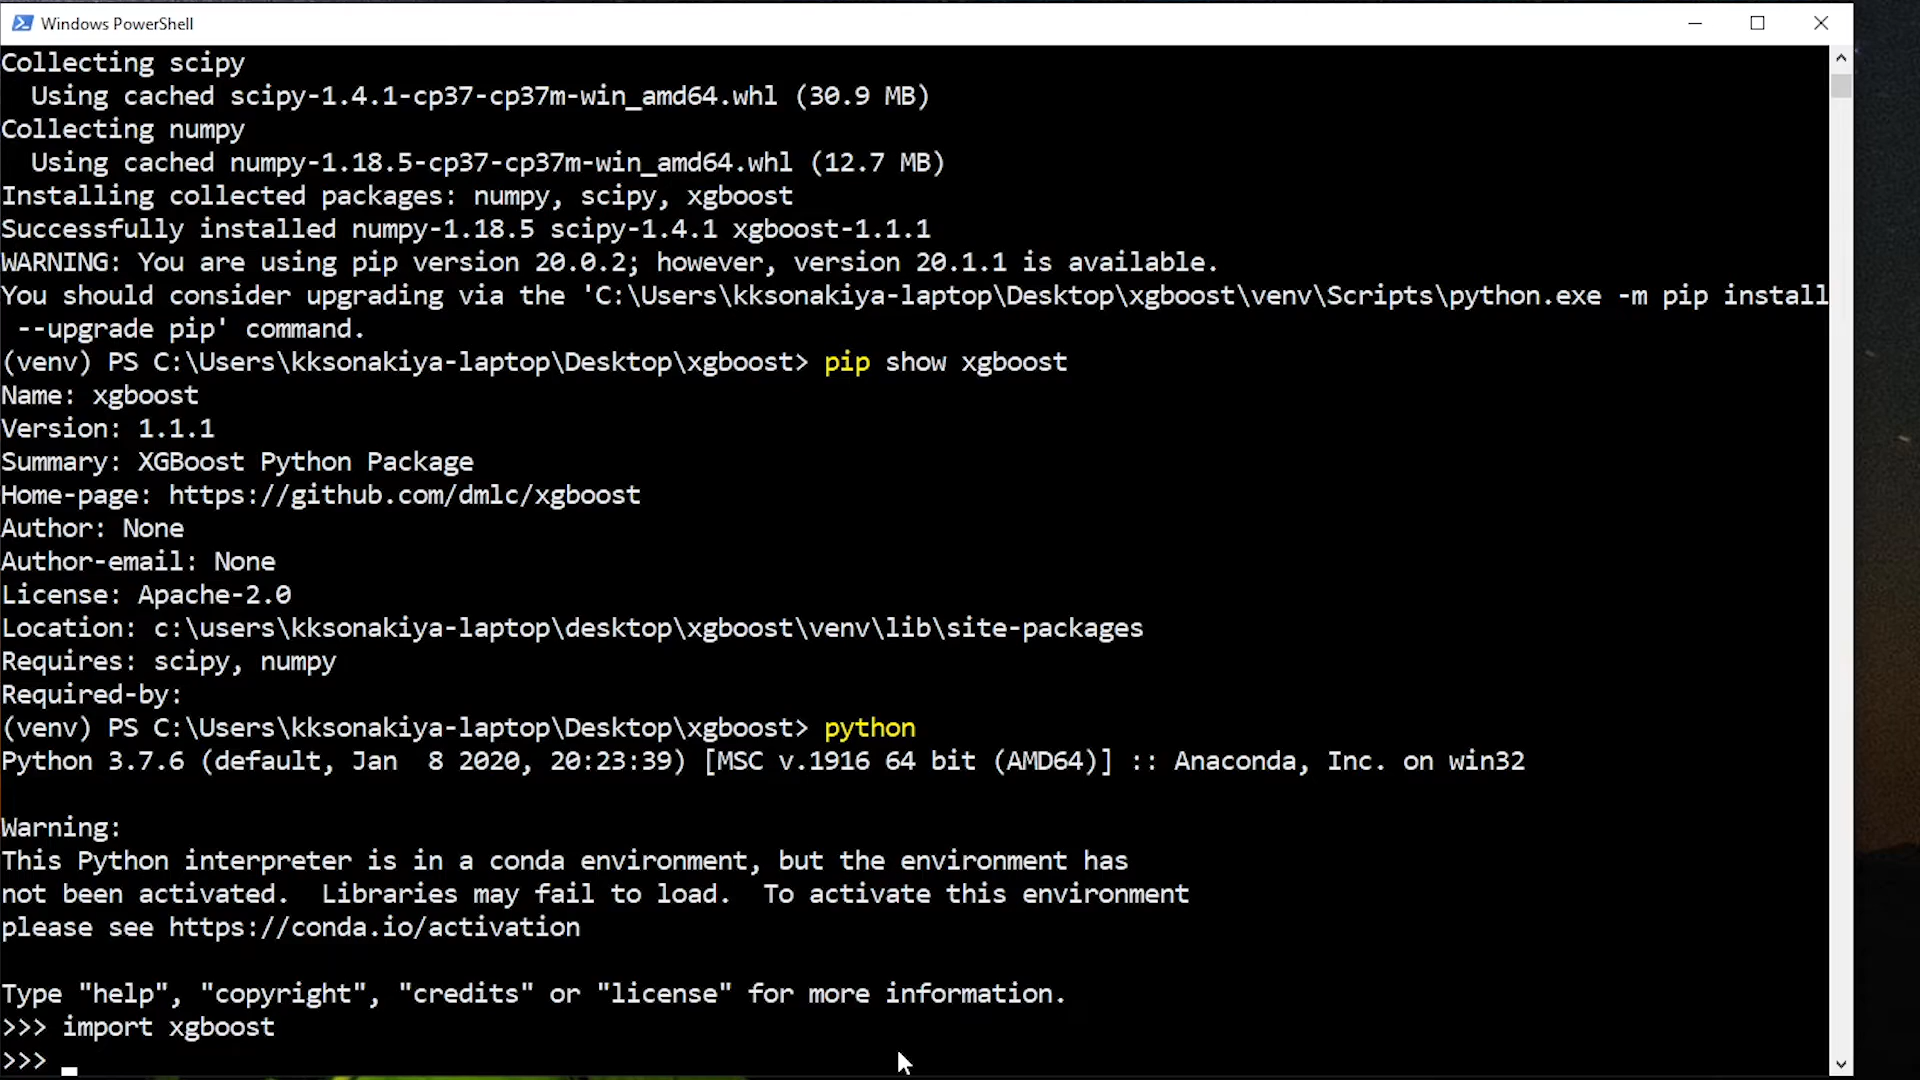 Windows PowerShell
Collecting scipy
  Using cached scipy-1.4.1-cp37-cp37m-win_amd64.whl (30.9 MB)
Collecting numpy
  Using cached numpy-1.18.5-cp37-cp37m-win_amd64.whl (12.7 MB)
Installing collected packages: numpy, scipy, xgboost
Successfully installed numpy-1.18.5 scipy-1.4.1 xgboost-1.1.1
WARNING: You are using pip version 20.0.2; however, version 20.1.1 is available.
You should consider upgrading via the 'C:\Users\kksonakiya-laptop\Desktop\xgboost\venv\Scripts\python.exe -m pip install
 --upgrade pip' command.
(venv) PS C:\Users\kksonakiya-laptop\Desktop\xgboost> pip show xgboost
Name: xgboost
Version: 1.1.1
Summary: XGBoost Python Package
Home-page: https://github.com/dmlc/xgboost
Author: None
Author-email: None
License: Apache-2.0
Location: c:\users\kksonakiya-laptop\desktop\xgboost\venv\lib\site-packages
Requires: scipy, numpy
Required-by:
(venv) PS C:\Users\kksonakiya-laptop\Desktop\xgboost> python
Python 3.7.6 (default, Jan  8 2020, 20:23:39) [MSC v.1916 64 bit (AMD64)] :: Anaconda, Inc. on win32
Warning:
This Python interpreter is in a conda environment, but the environment has
not been activated.  Libraries may fail to load.  To activate this environment
please see https://conda.io/activation
Type "help", "copyright", "credits" or "license" for more information.
>>> import xgboost
>>>